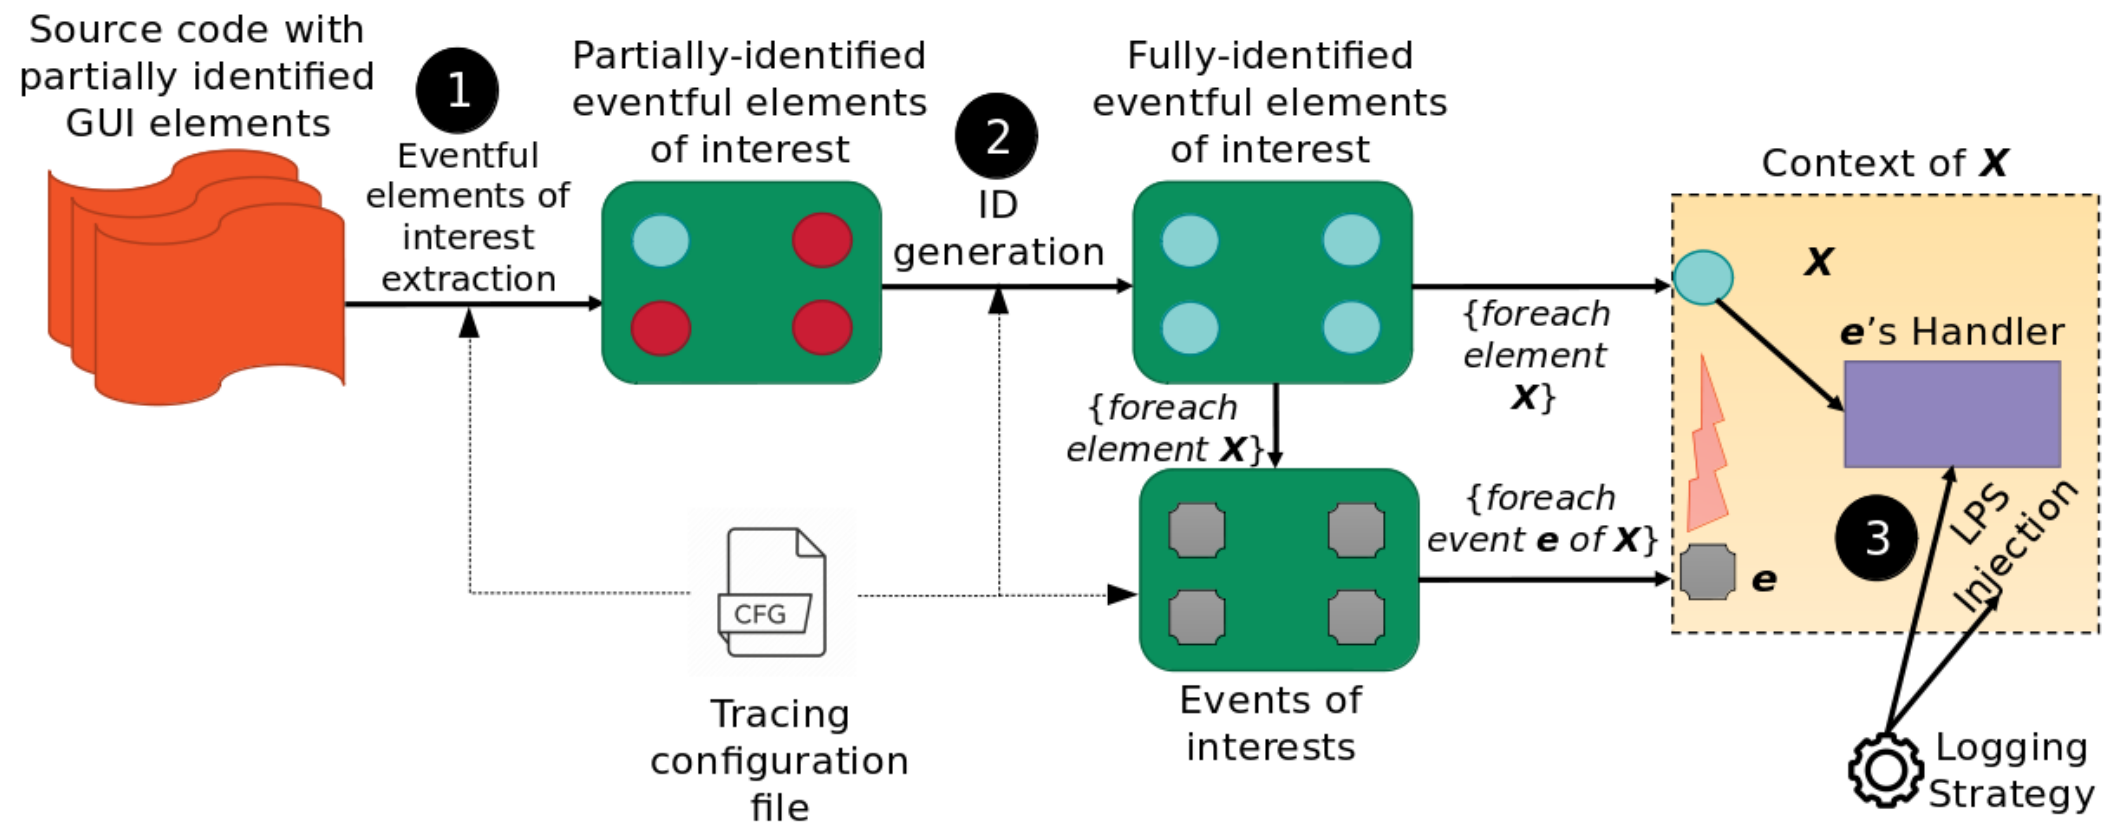 Source code with
partially identified
GUI elements
1
Eventful
elements of
interest
extraction
Partially-identified
eventful elements
of interest
2
ID
generation
Fully-identified
eventful elements
of interest
{foreach
element
X}
{foreach
element X}
Context of X
X
e's Handler
{foreach
event e of X}
e
3
LPS
Injection
CFG
Tracing
configuration
file
Events of
interests
Logging
Strategy